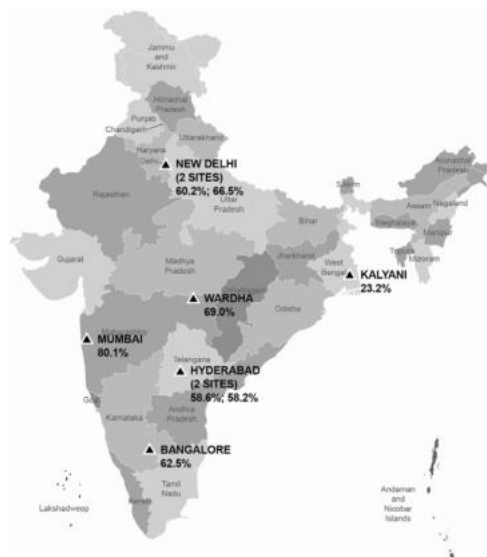 Jammu
and
Kashmir
Himachal
Pradesh
Punjab
Chandigarh
Uttarakhand
Haryana
Delhi
NEW DELHI
(2 SITES)
60.2%; 66.5%
Arunachal
Pradesh
Rajasthan
Uttar
Pradesh
Sikkim
Assam
Nagaland
Bihar
Meghalaya
Manipur
Gujarat
Madhya
Pradesh
Jharkhand
West
Bengal
Tripura
Mizoram
KALYANI
23.2%
Chhattisgarh
WARDHA
69.0%
Odisha
Maharashtra
MUMBAI
80.1%
Telangana
HYDERABAD
(2 SITES)
58.6%; 58.2%
Goa
Karnataka
Andhra
Pradesh
BANGALORE
62.5%
Tamil
Nadu
Kerala
Lakshadweep
Andaman
and
Nicobar
Islands